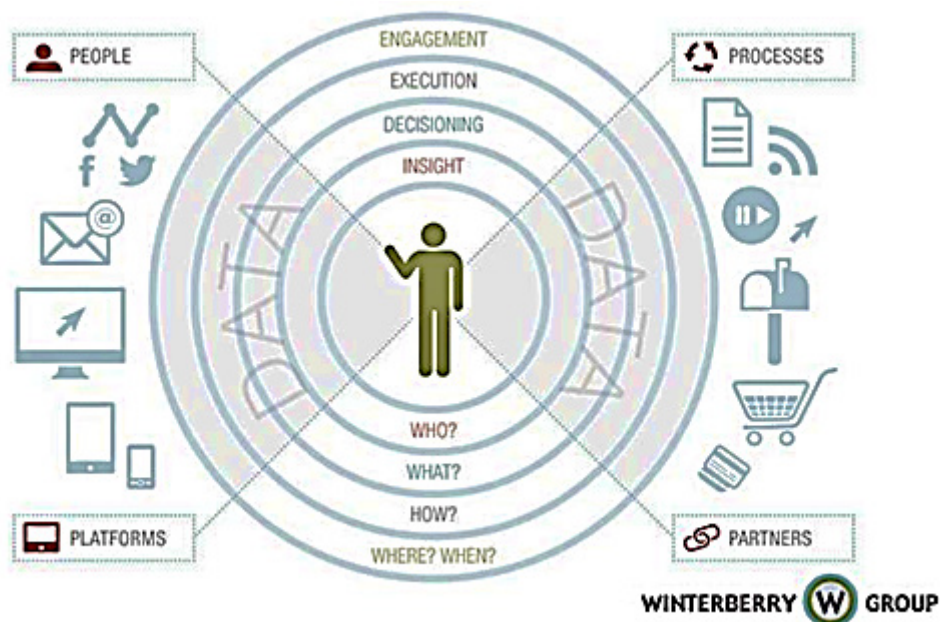 ENGAGEMENT
PEOPLE
PROCESSES
EXECUTION
DECISIONING
INSIGHT
f
@
DATA
DATA
WHO?
WHAT?
HOW?
PLATFORMS
PARTNERS
WHERE? WHEN?
WINTERBERRY W GROUP